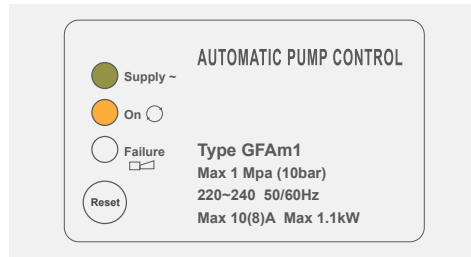 AUTOMATIC PUMP CONTROL
Supply ~
On
Failure
Reset
Type GFAm1
Max 1 Mpa (10bar)
220~240 50/60Hz
Max 10(8)A Max 1.1kW